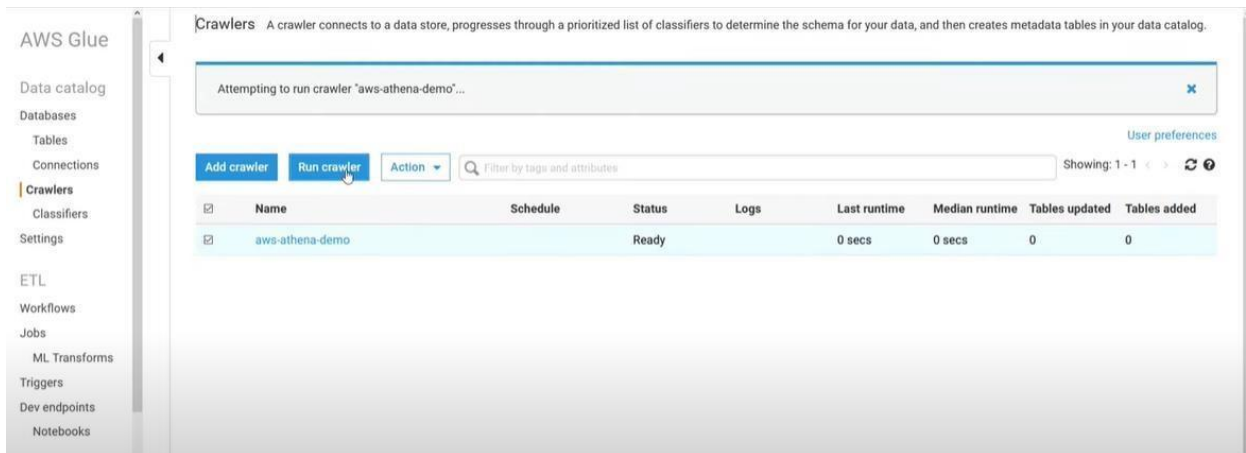 AWS Glue
Data catalog
Databases
Tables
Connections
Crawlers
Classifiers
Settings
ETL
Workflows
Jobs
ML Transforms
Triggers
Dev endpoints
Notebooks
Crawlers A crawler connects to a data store, progresses through a prioritized list of classifiers to determine the schema for your data, and then creates metadata tables in your data catalog.
Attempting to run crawler "aws-athena-demo"...
User preferences
Add crawler Run crawler Action Filter by tags and attributes Showing: 1 - 1
Name Schedule Status Logs Last runtime Median runtime Tables updated Tables added
aws-athena-demo Ready 0 secs 0 secs 0 0